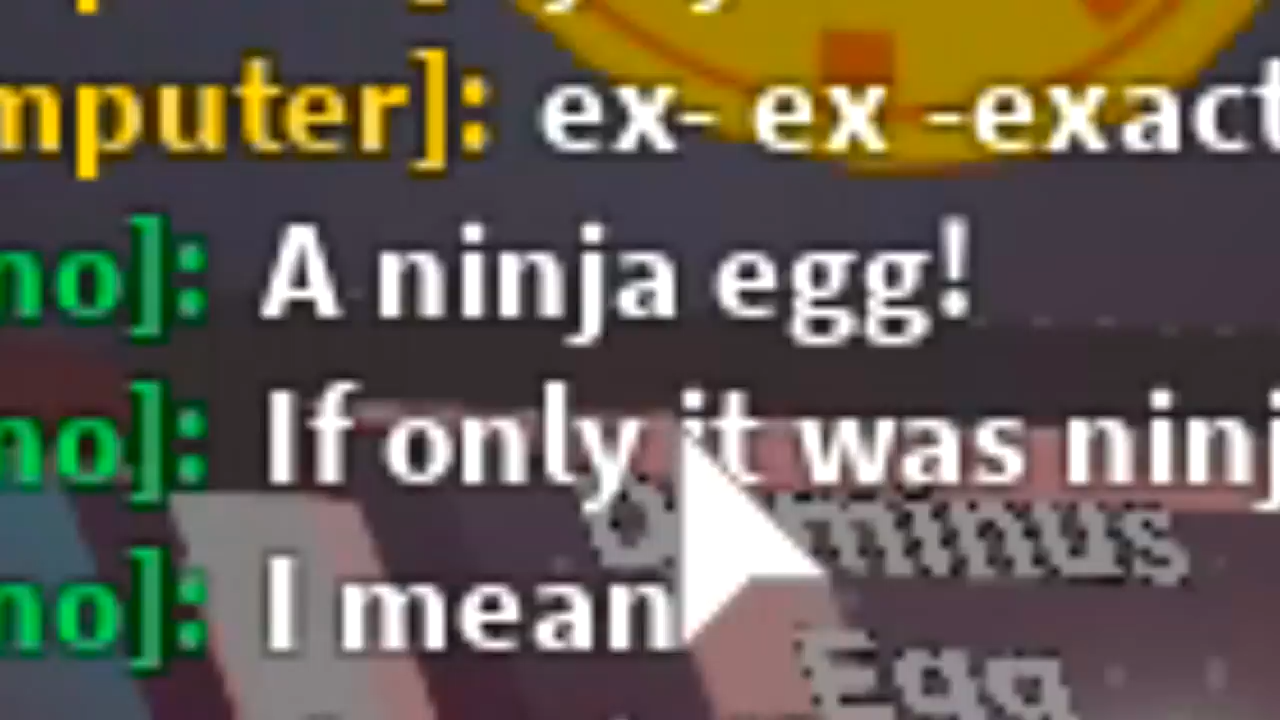 mputer]: ex- ex -exact
no]: A ninja egg!
no]: If only it was ninj
no]: I mean
Egg